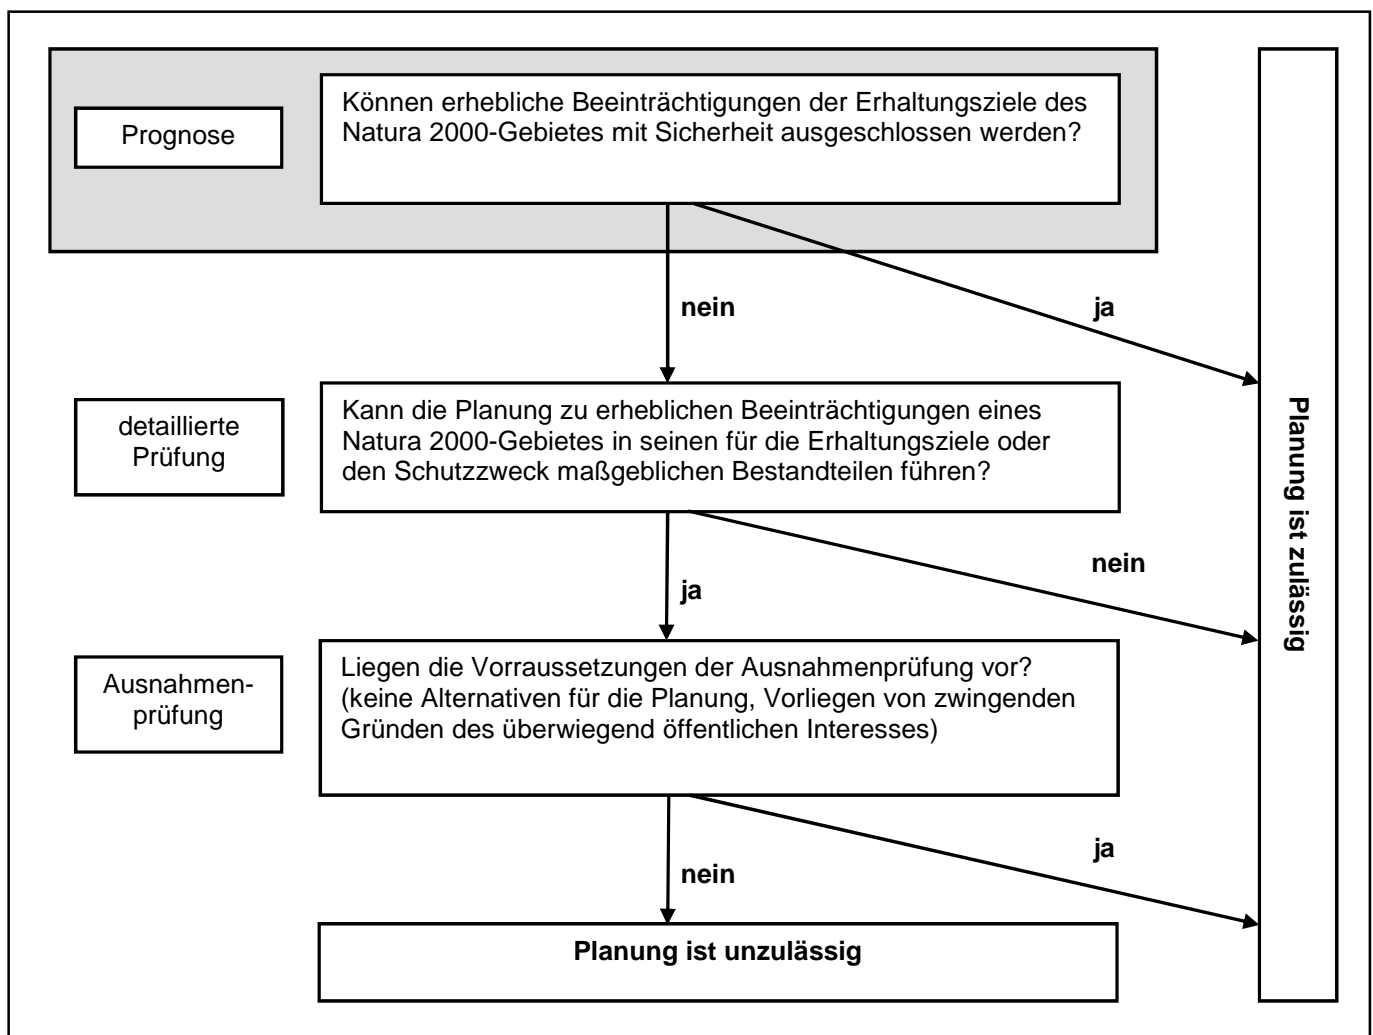 Prognose
Können erhebliche Beeinträchtigungen der Erhaltungsziele des
Natura 2000-Gebietes mit Sicherheit ausgeschlossen werden?
nein
ja
detaillierte
Prüfung
Kann die Planung zu erheblichen Beeinträchtigungen eines
Natura 2000-Gebietes in seinen für die Erhaltungsziele oder
den Schutzzweck maßgeblichen Bestandteilen führen?
nein
ja
Ausnahmen-
prüfung
Liegen die Vorraussetzungen der Ausnahmenprüfung vor?
(keine Alternativen für die Planung, Vorliegen von zwingenden
Gründen des überwiegend öffentlichen Interesses)
ja
nein
Planung ist unzulässig
Planung ist zulässig